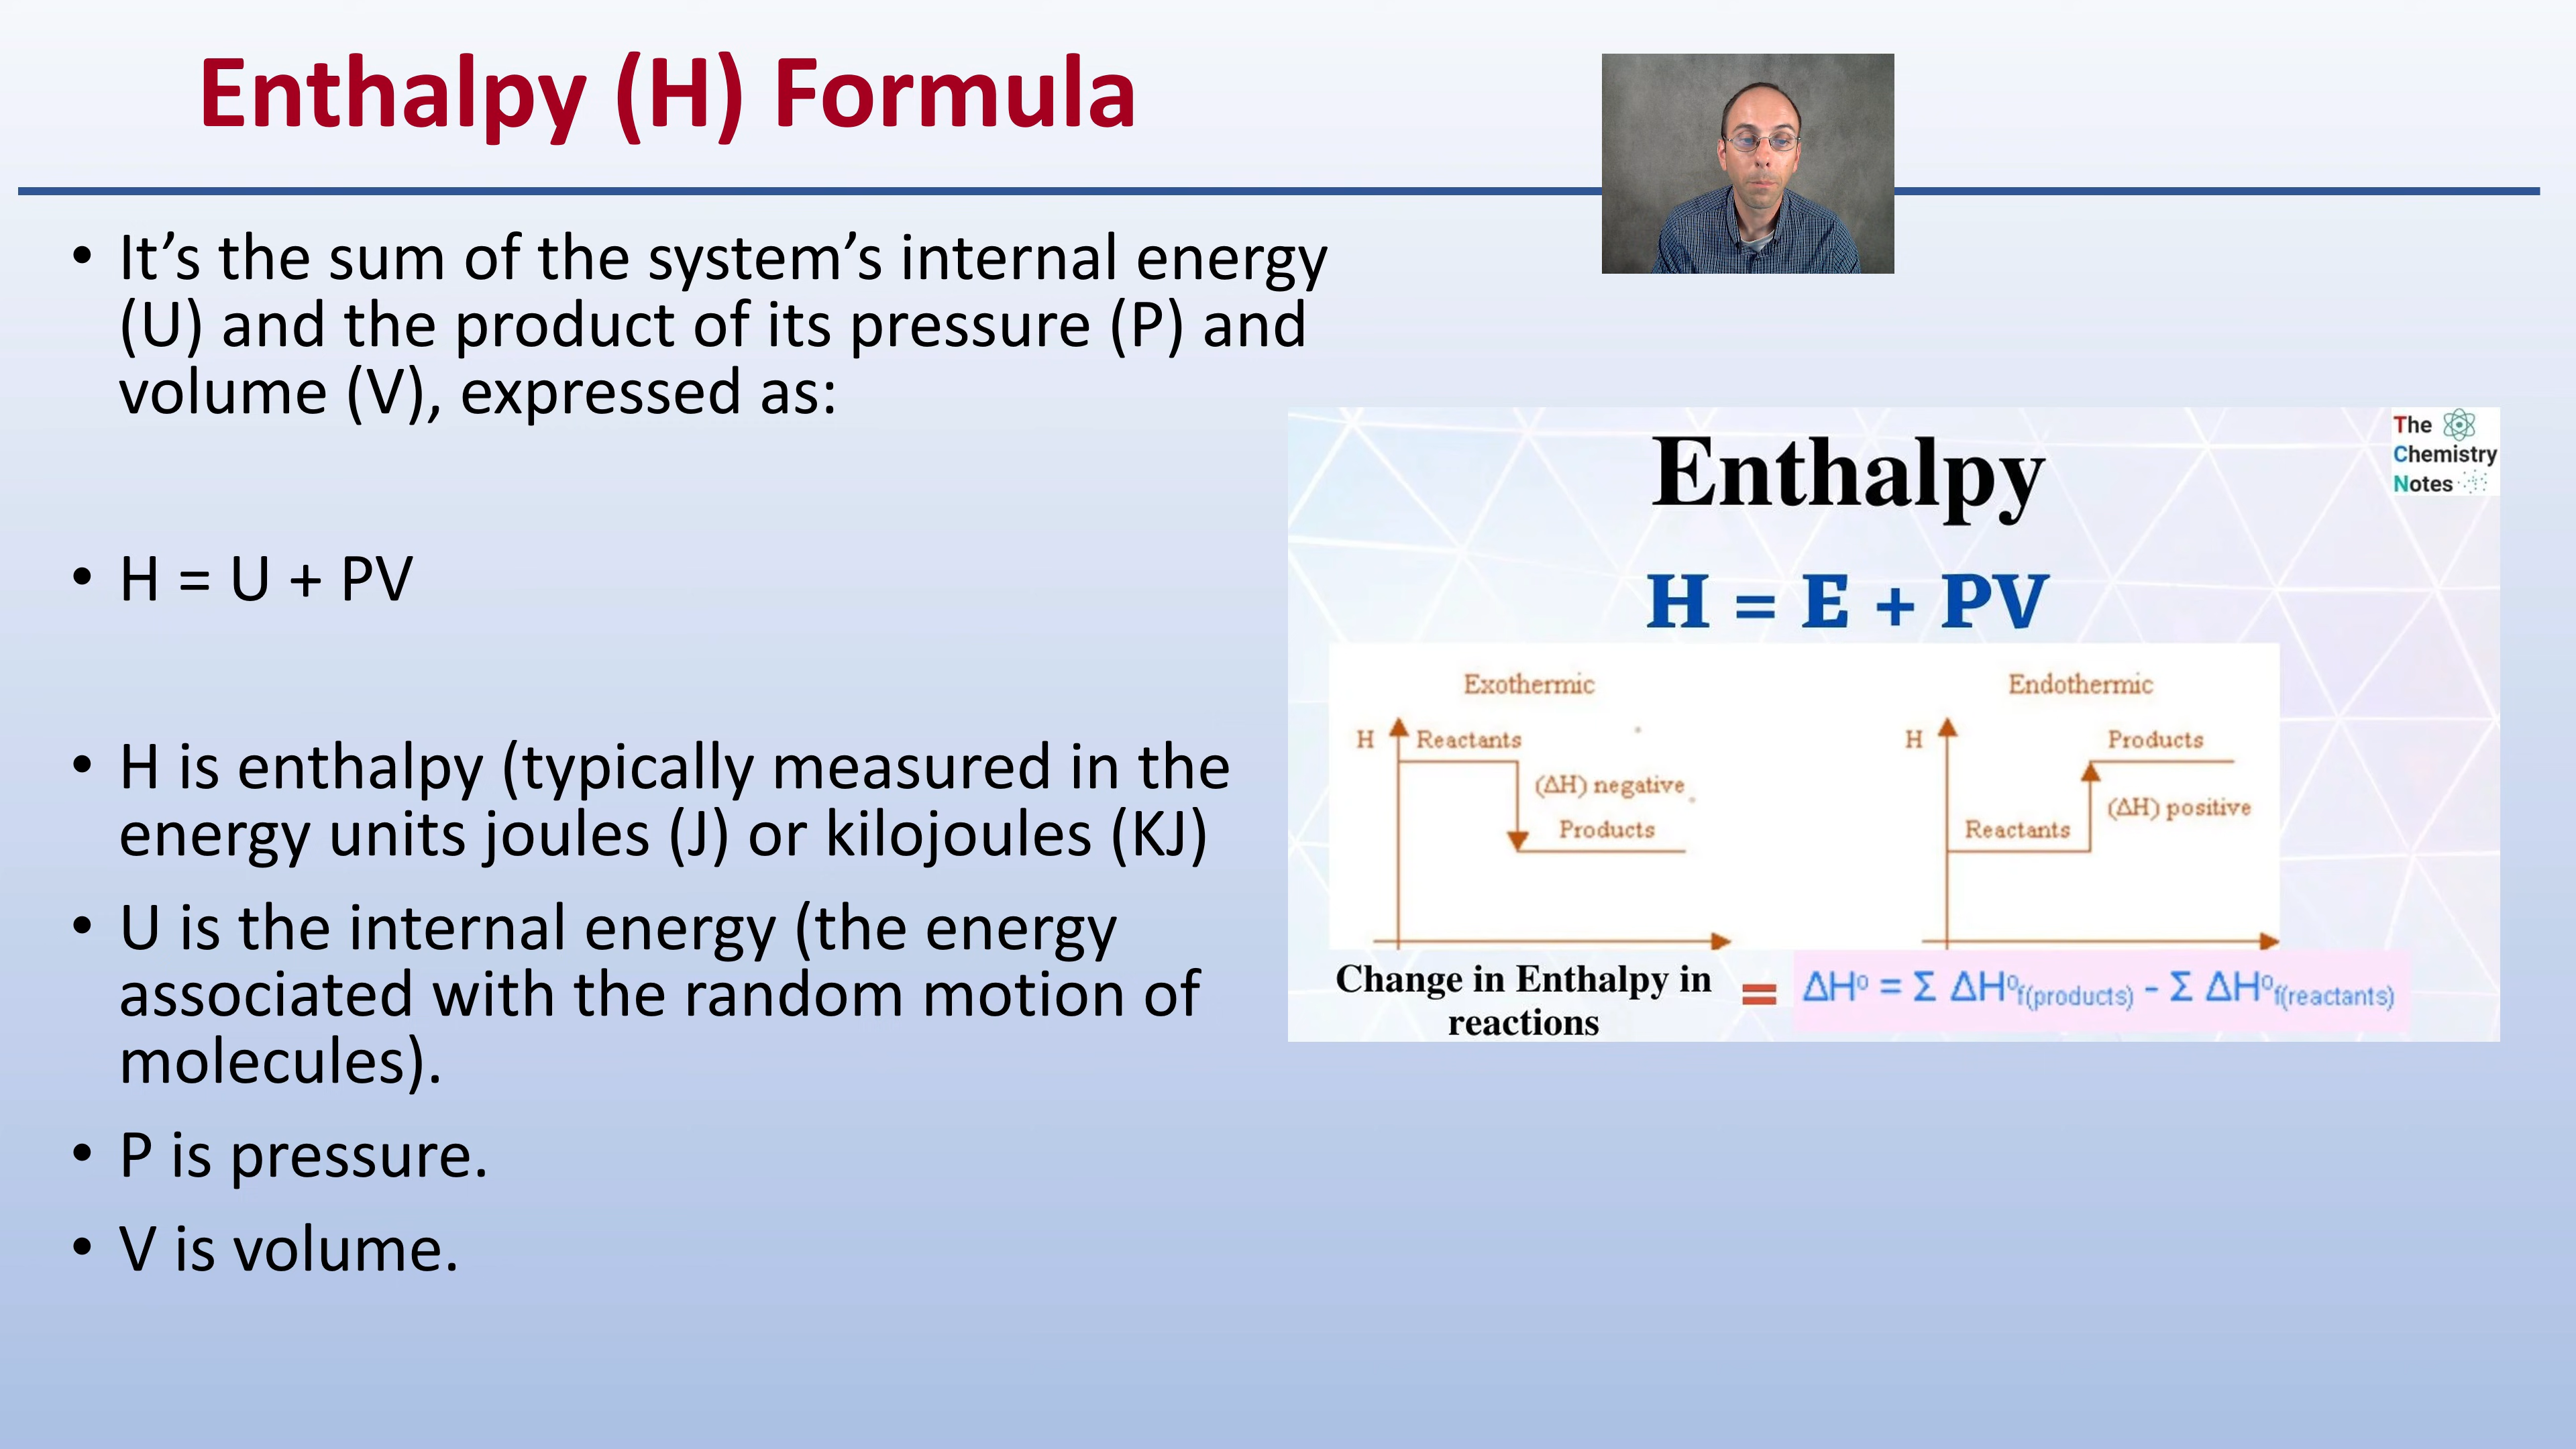 Enthalpy (H) Formula
• It’s the sum of the system’s internal energy
(U) and the product of its pressure (P) and
volume (V), expressed as:
• H = U + PV
• H is enthalpy (typically measured in the
energy units joules (J) or kilojoules (KJ)
• U is the internal energy (the energy
associated with the random motion of
molecules).
• P is pressure.
• V is volume.
The
Chemistry
Notes
Enthalpy
H = E + PV
Exothermic
H
Reactants
(ΔH) negative
Products
Endothermic
H
Products
(ΔH) positive
Reactants
Change in Enthalpy in
reactions
= ΔH⁰ = Σ ΔH⁰f(products) - Σ ΔH⁰f(reactants)